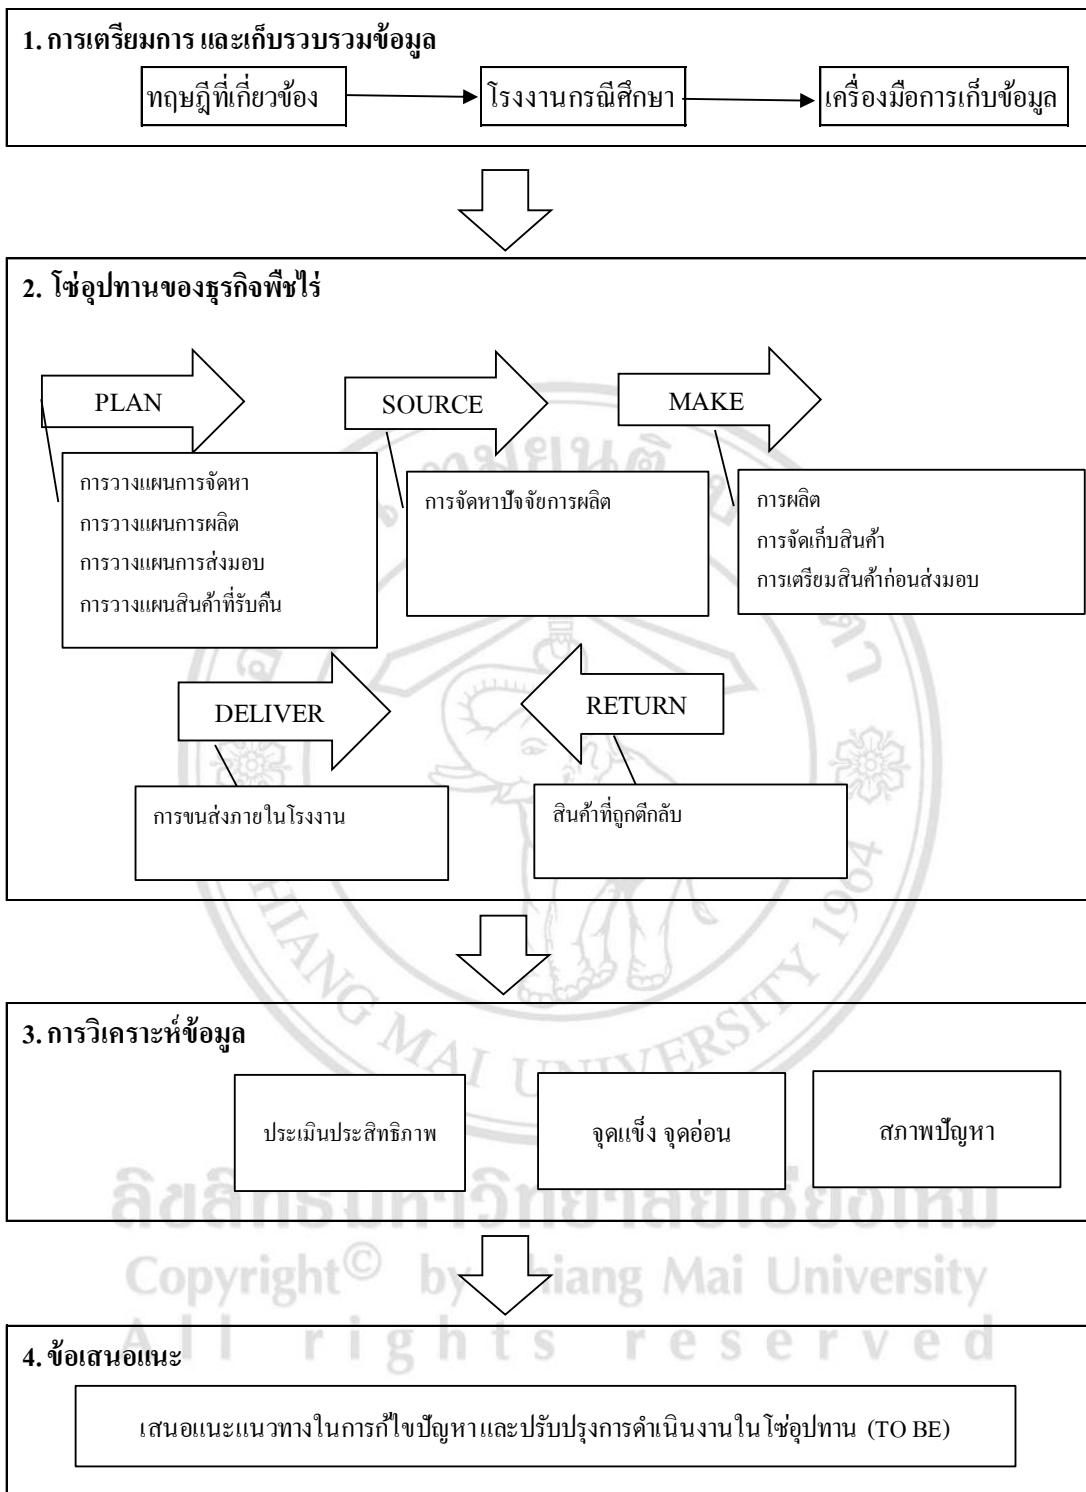 1. การเตรียมการ และเก็บรวบรวมข้อมูล
ทฤษฎีที่เกี่ยวข้อง
โรงงานกรณีศึกษา
เครื่องมือการเก็บข้อมูล
2. โซ่อุปทานของธุรกิจพืชไร่
PLAN
SOURCE
MAKE
การวางแผนการจัดหา
การวางแผนการผลิต
การวางแผนการส่งมอบ
การวางแผนสินค้าที่รับคืน
การจัดหาปัจจัยการผลิต
การผลิต
การจัดเก็บสินค้า
การเตรียมสินค้าก่อนส่งมอบ
DELIVER
RETURN
การขนส่งภายในโรงงาน
สินค้าที่ถูกตีกลับ
3. การวิเคราะห์ข้อมูล
ประเมินประสิทธิภาพ
จุดแข็ง จุดอ่อน
สภาพปัญหา
4. ข้อเสนอแนะ
เสนอแนะแนวทางในการก้ไขปัญหาและปรับปรุงการดำเนินงานในโซ่อุปทาน (TO BE)
ลิขสิทธิ์มหาวิทยาลัยเชียงใหม่
Copyright© by Chiang Mai University
All rights reserved
CHIANG MAI UNIVERSITY 1964